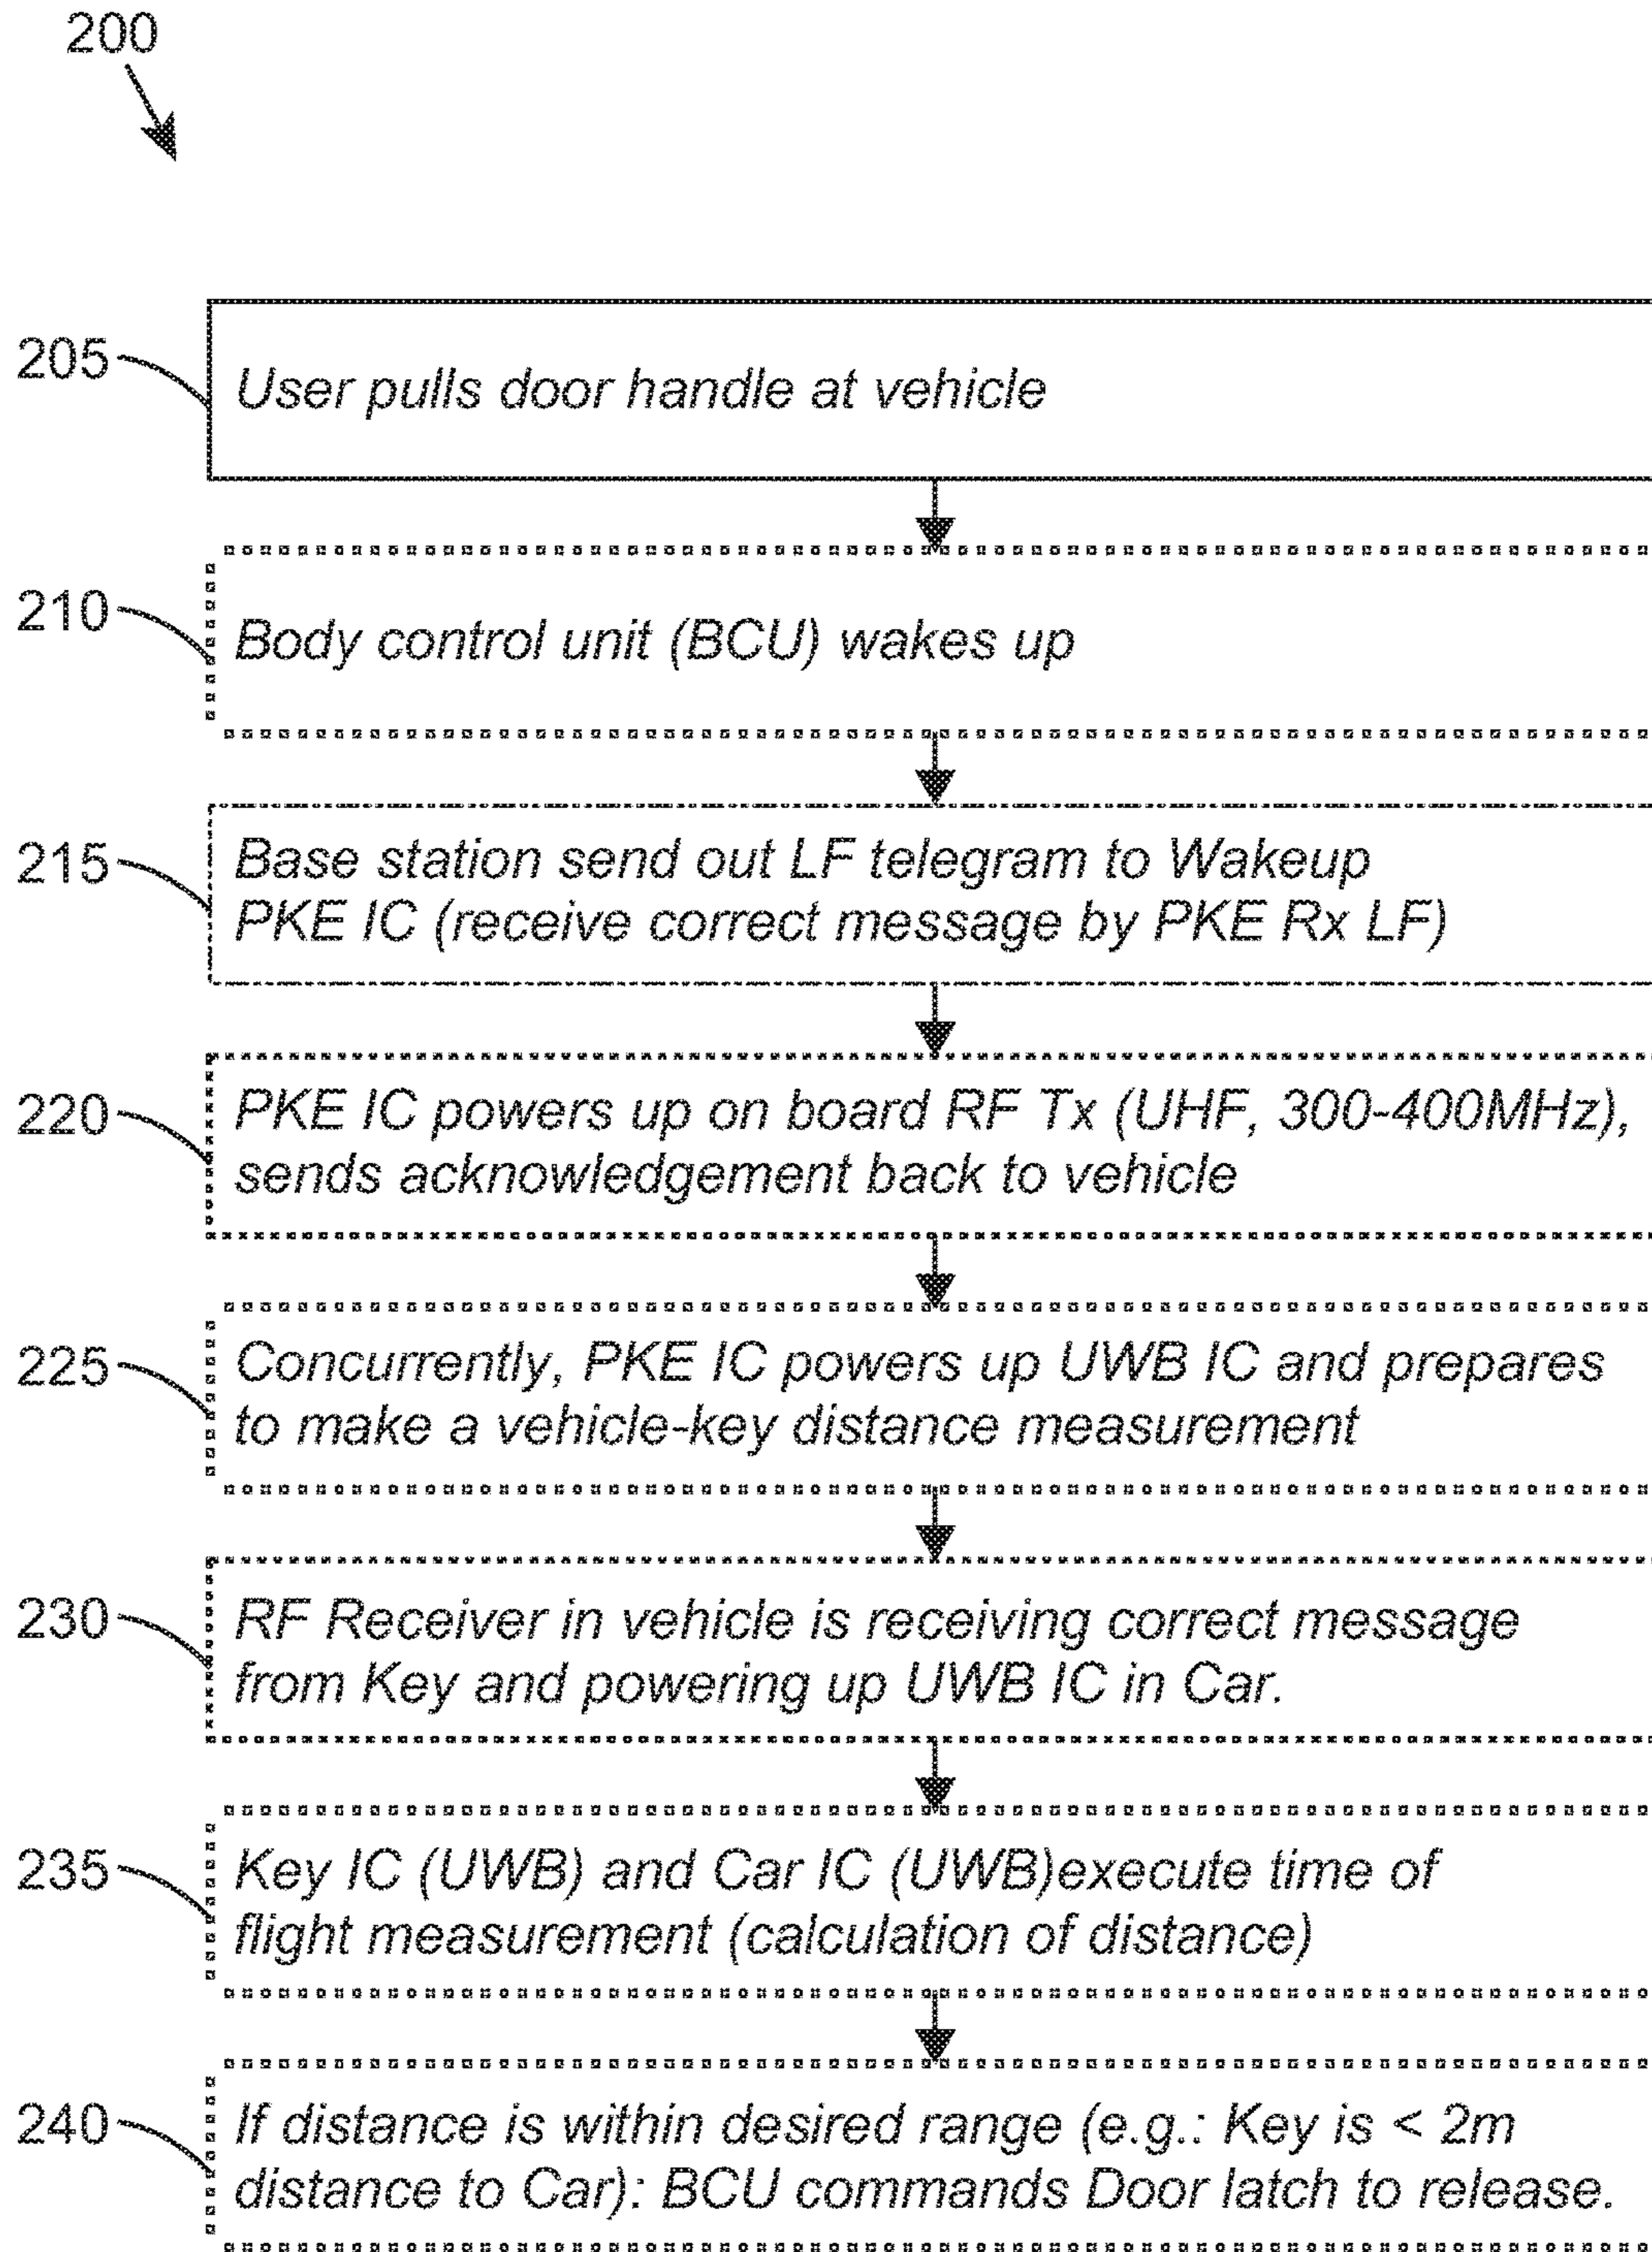 200
205
User pulls door handle at vehicle
210
Body control unit (BCU) wakes up
215
Base station send out LF telegram to Wakeup
PKE IC (receive correct message by PKE Rx LF)
220
PKE IC powers up on board RF Tx (UHF, 300-400MHz),
sends acknowledgement back to vehicle
225
Concurrently, PKE IC powers up UWB IC and prepares
to make a vehicle-key distance measurement
230
RF Receiver in vehicle is receiving correct message
from Key and powering up UWB IC in Car.
235
Key IC (UWB) and Car IC (UWB)execute time of
flight measurement (calculation of distance)
240
If distance is within desired range (e.g.: Key is < 2m
distance to Car): BCU commands Door latch to release.